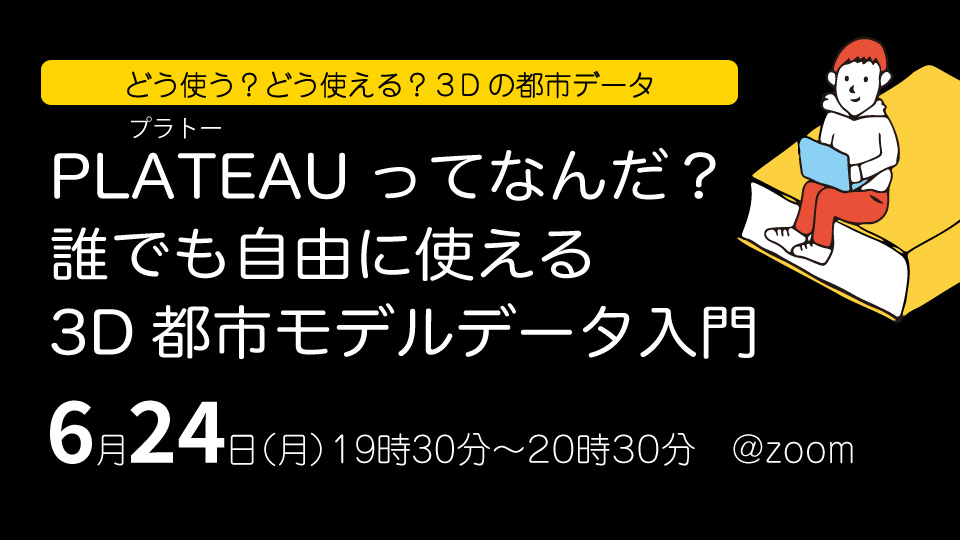 どう使う？どう使える？３Dの都市データ
プラトー
PLATEAU ってなんだ？
誰でも自由に使える
3D 都市モデルデータ入門
6月24日（月）19時30分～20時30分　@zoom